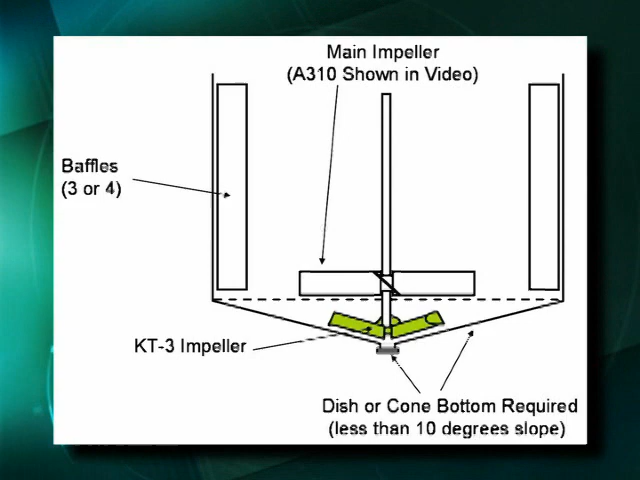 Main Impeller
(A310 Shown in Video)
Baffles
(3 or 4)
KT-3 Impeller
Dish or Cone Bottom Required
(less than 10 degrees slope)